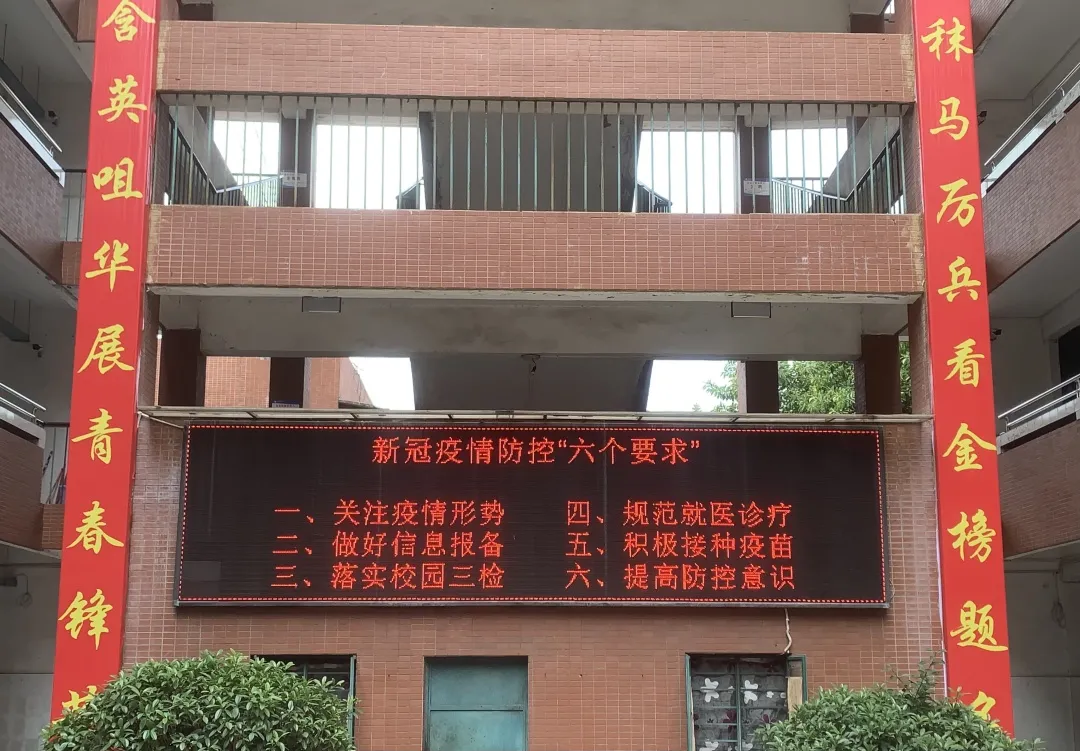 含英咀华展青春锋
秣马厉兵看金榜题名
新冠疫情防控“六个要求”
一、关注疫情形势
二、做好信息报备
三、落实校园三检
四、规范就医诊疗
五、积极接种疫苗
六、提高防控意识